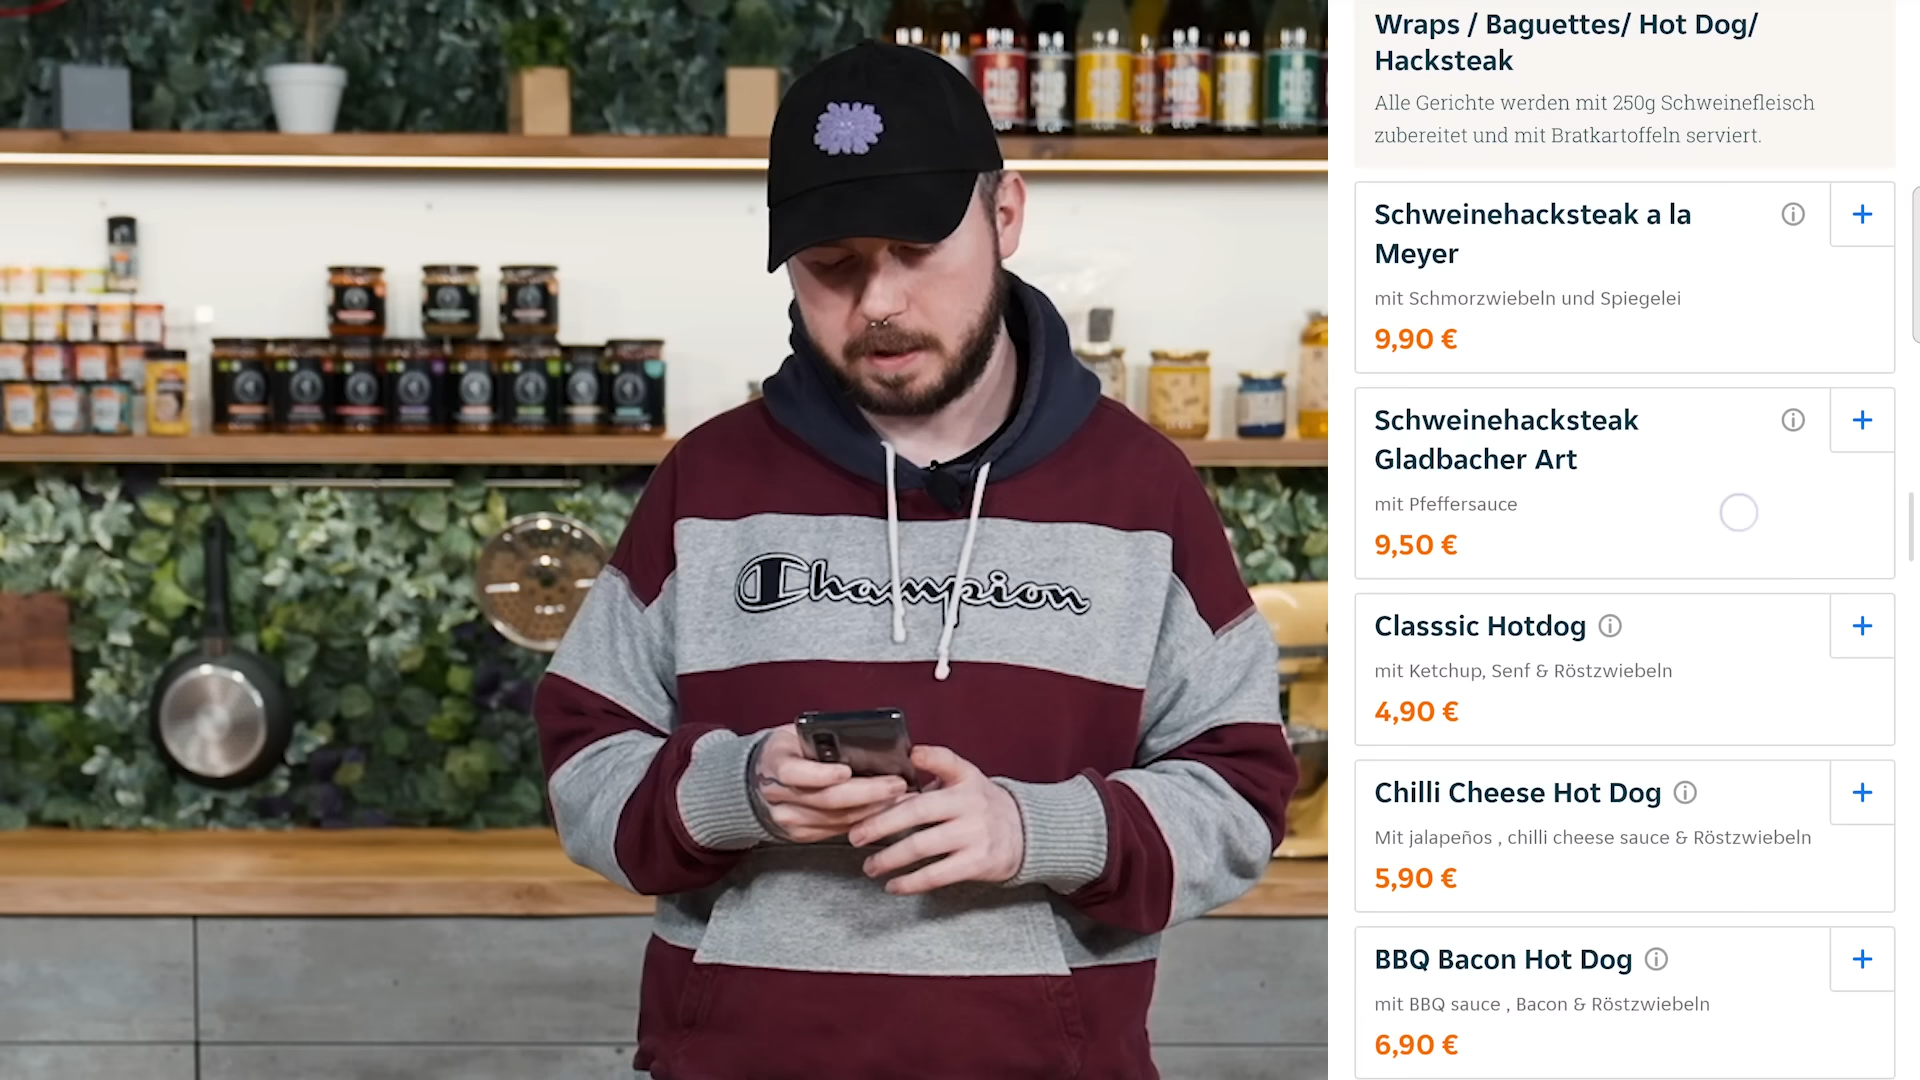 Champion
Wraps / Baguettes/ Hot Dog/
Hacksteak
Alle Gerichte werden mit 250g Schweinefleisch
zubereitet und mit Bratkartoffeln serviert.
Schweinehacksteak a la
Meyer
mit Schmorzwiebeln und Spiegelei
9,90 €
Schweinehacksteak
Gladbacher Art
mit Pfeffersauce
9,50 €
Classsic Hotdog
mit Ketchup, Senf & Röstzwiebeln
4,90 €
Chilli Cheese Hot Dog
Mit jalapeños , chilli cheese sauce & Röstzwiebeln
5,90 €
BBQ Bacon Hot Dog
mit BBQ sauce , Bacon & Röstzwiebeln
6,90 €